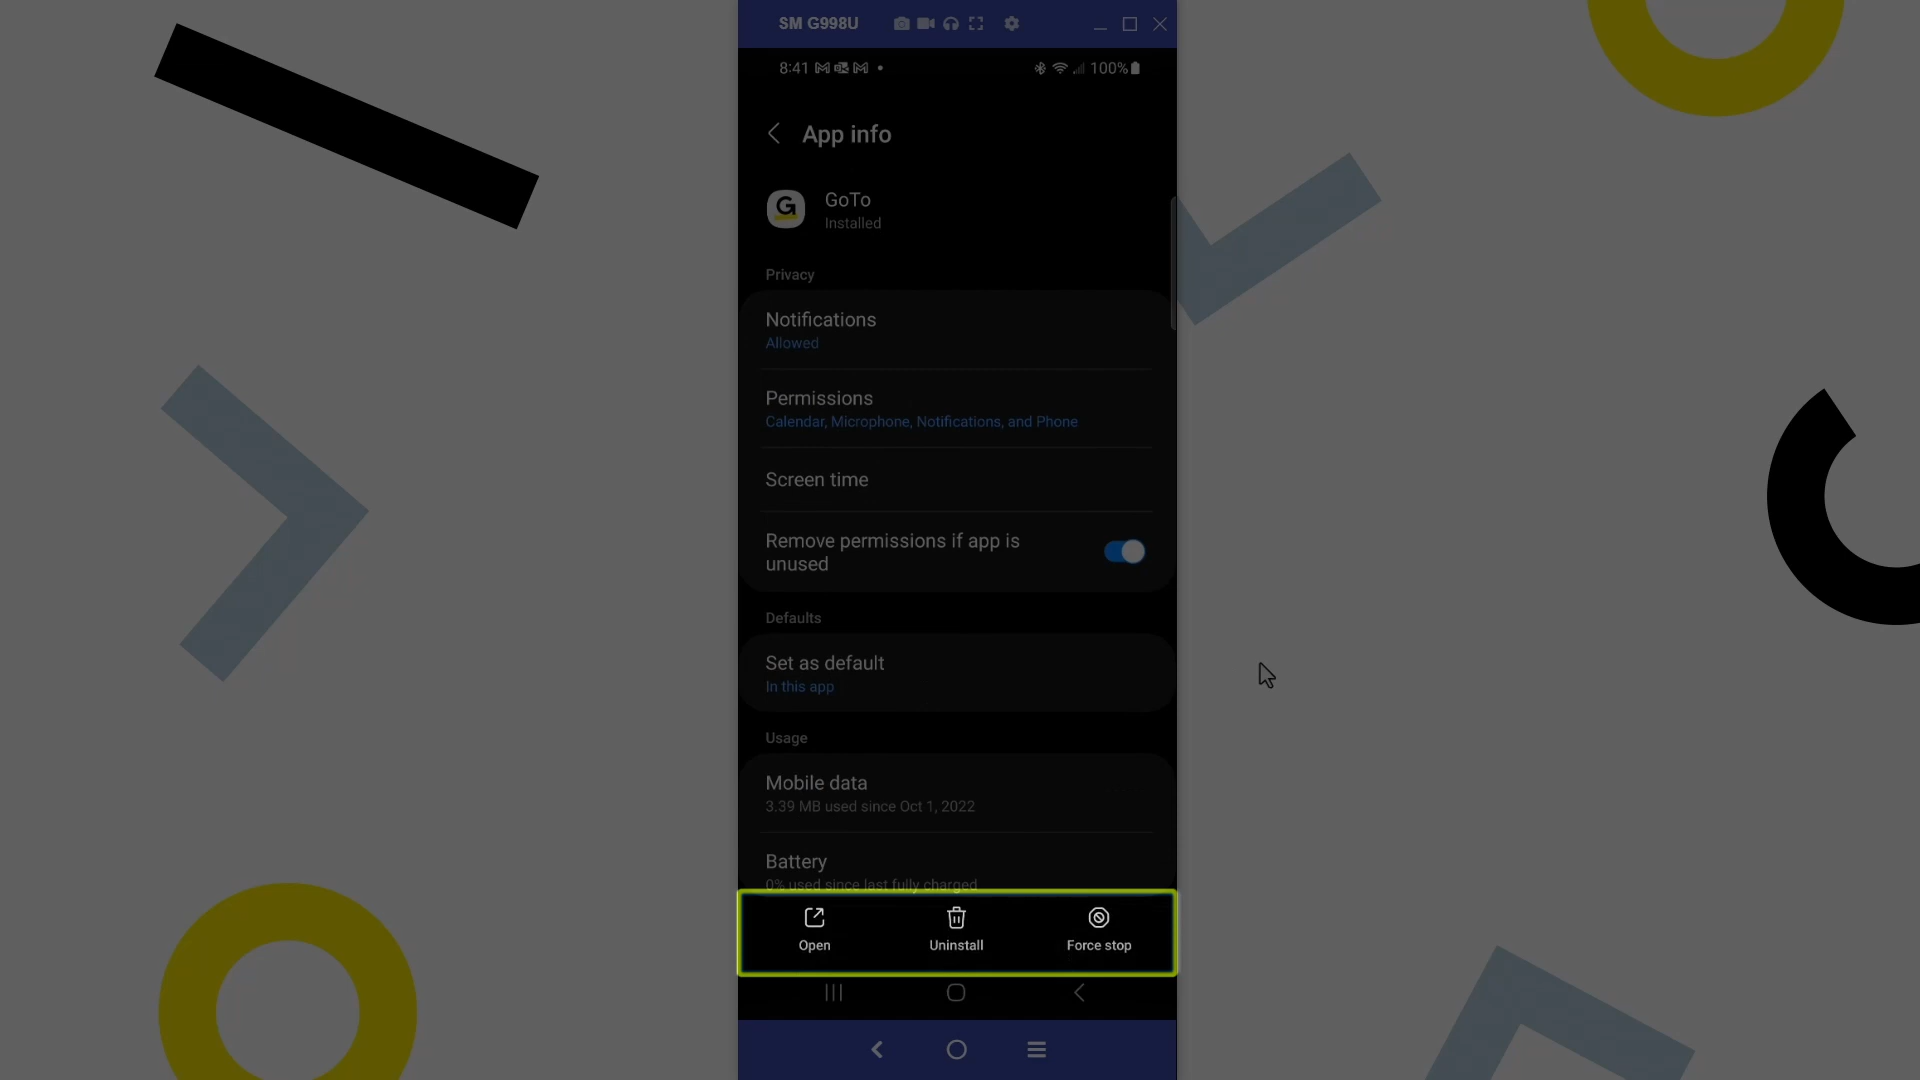 SM G998U
8:41 100%
App info
G
GoTo
Installed
Privacy
Notifications
Allowed
Permissions
Calendar, Microphone, Notifications, and Phone
Screen time
Remove permissions if app is
unused
Defaults
Set as default
In this app
Usage
Mobile data
3.39 MB used since Oct 1, 2022
Battery
0% used since last fully charged
Open Uninstall Force stop